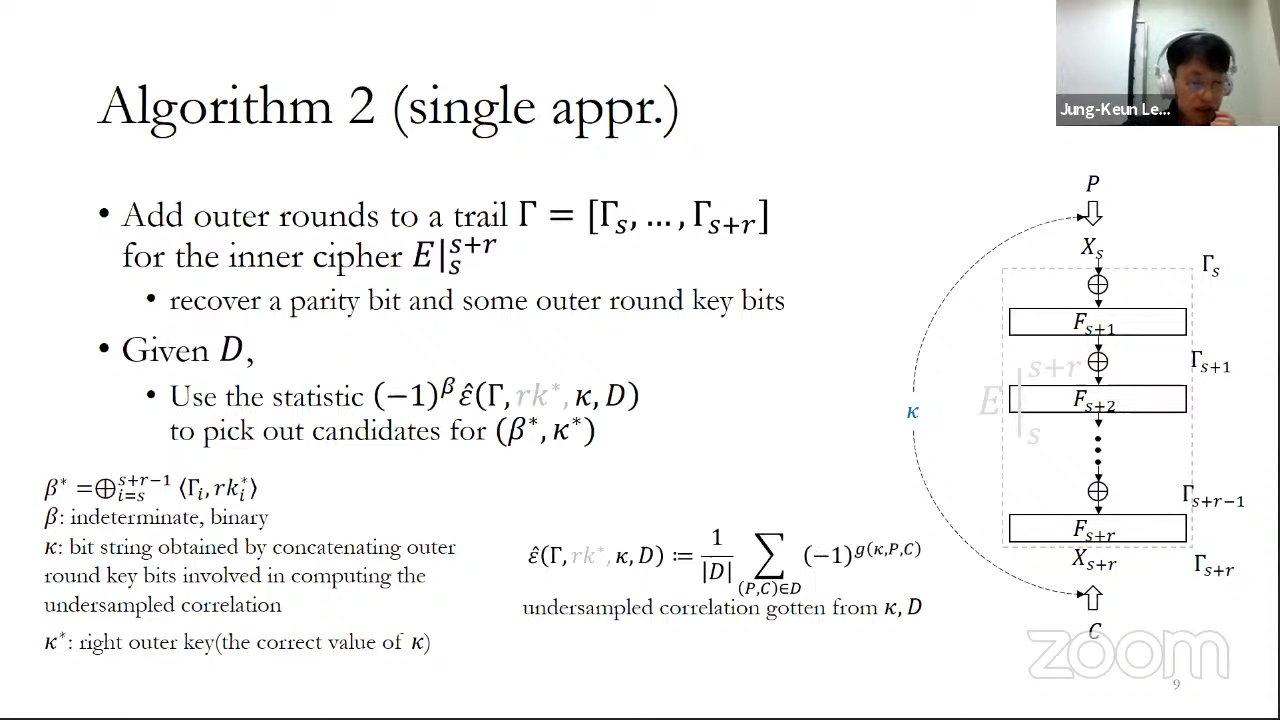 Jung-Keun Le...
Algorithm 2 (single appr.)
• Add outer rounds to a trail Γ = [Γ_s, … , Γ_{s+r}]
for the inner cipher E|_s^{s+r}
• recover a parity bit and some outer round key bits
• Given D,
• Use the statistic (−1)^β ε̂(Γ, rk*, κ, D)
to pick out candidates for (β*, κ*)
β* =⊕_{i=s}^{s+r−1} ⟨Γ_i, rk_i*⟩
β: indeterminate, binary
κ: bit string obtained by concatenating outer
round key bits involved in computing the
undersampled correlation
κ*: right outer key(the correct value of κ)
ε̂(Γ, rk*, κ, D) ≔ 1/|D| ∑_{(P,C)∈D} (−1)^{g(κ,P,C)}
undersampled correlation gotten from κ, D
P
X_s
Γ_s
F_{s+1}
Γ_{s+1}
E|_s^{s+r}
F_{s+2}
κ
Γ_{s+r−1}
F_{s+r}
X_{s+r}
Γ_{s+r}
C
zoom
9